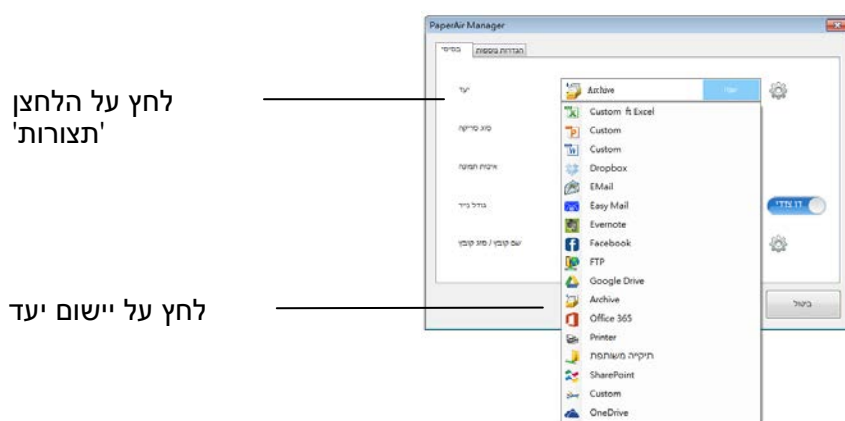 PaperAir Manager
בסיסי
הגדרות נוספות
לחץ על הלחצן
'תצורות'
יעד
Archive
סוג סריקה
איכות תמונה
גודל נייר
דו צדדי
שם קובץ / סוג קובץ
Custom ft Excel
Custom
Custom
Dropbox
EMail
Easy Mail
Evernote
Facebook
FTP
Google Drive
Archive
Office 365
Printer
תיקייה משותפת
SharePoint
Custom
OneDrive
לחץ על יישום יעד
ביטול